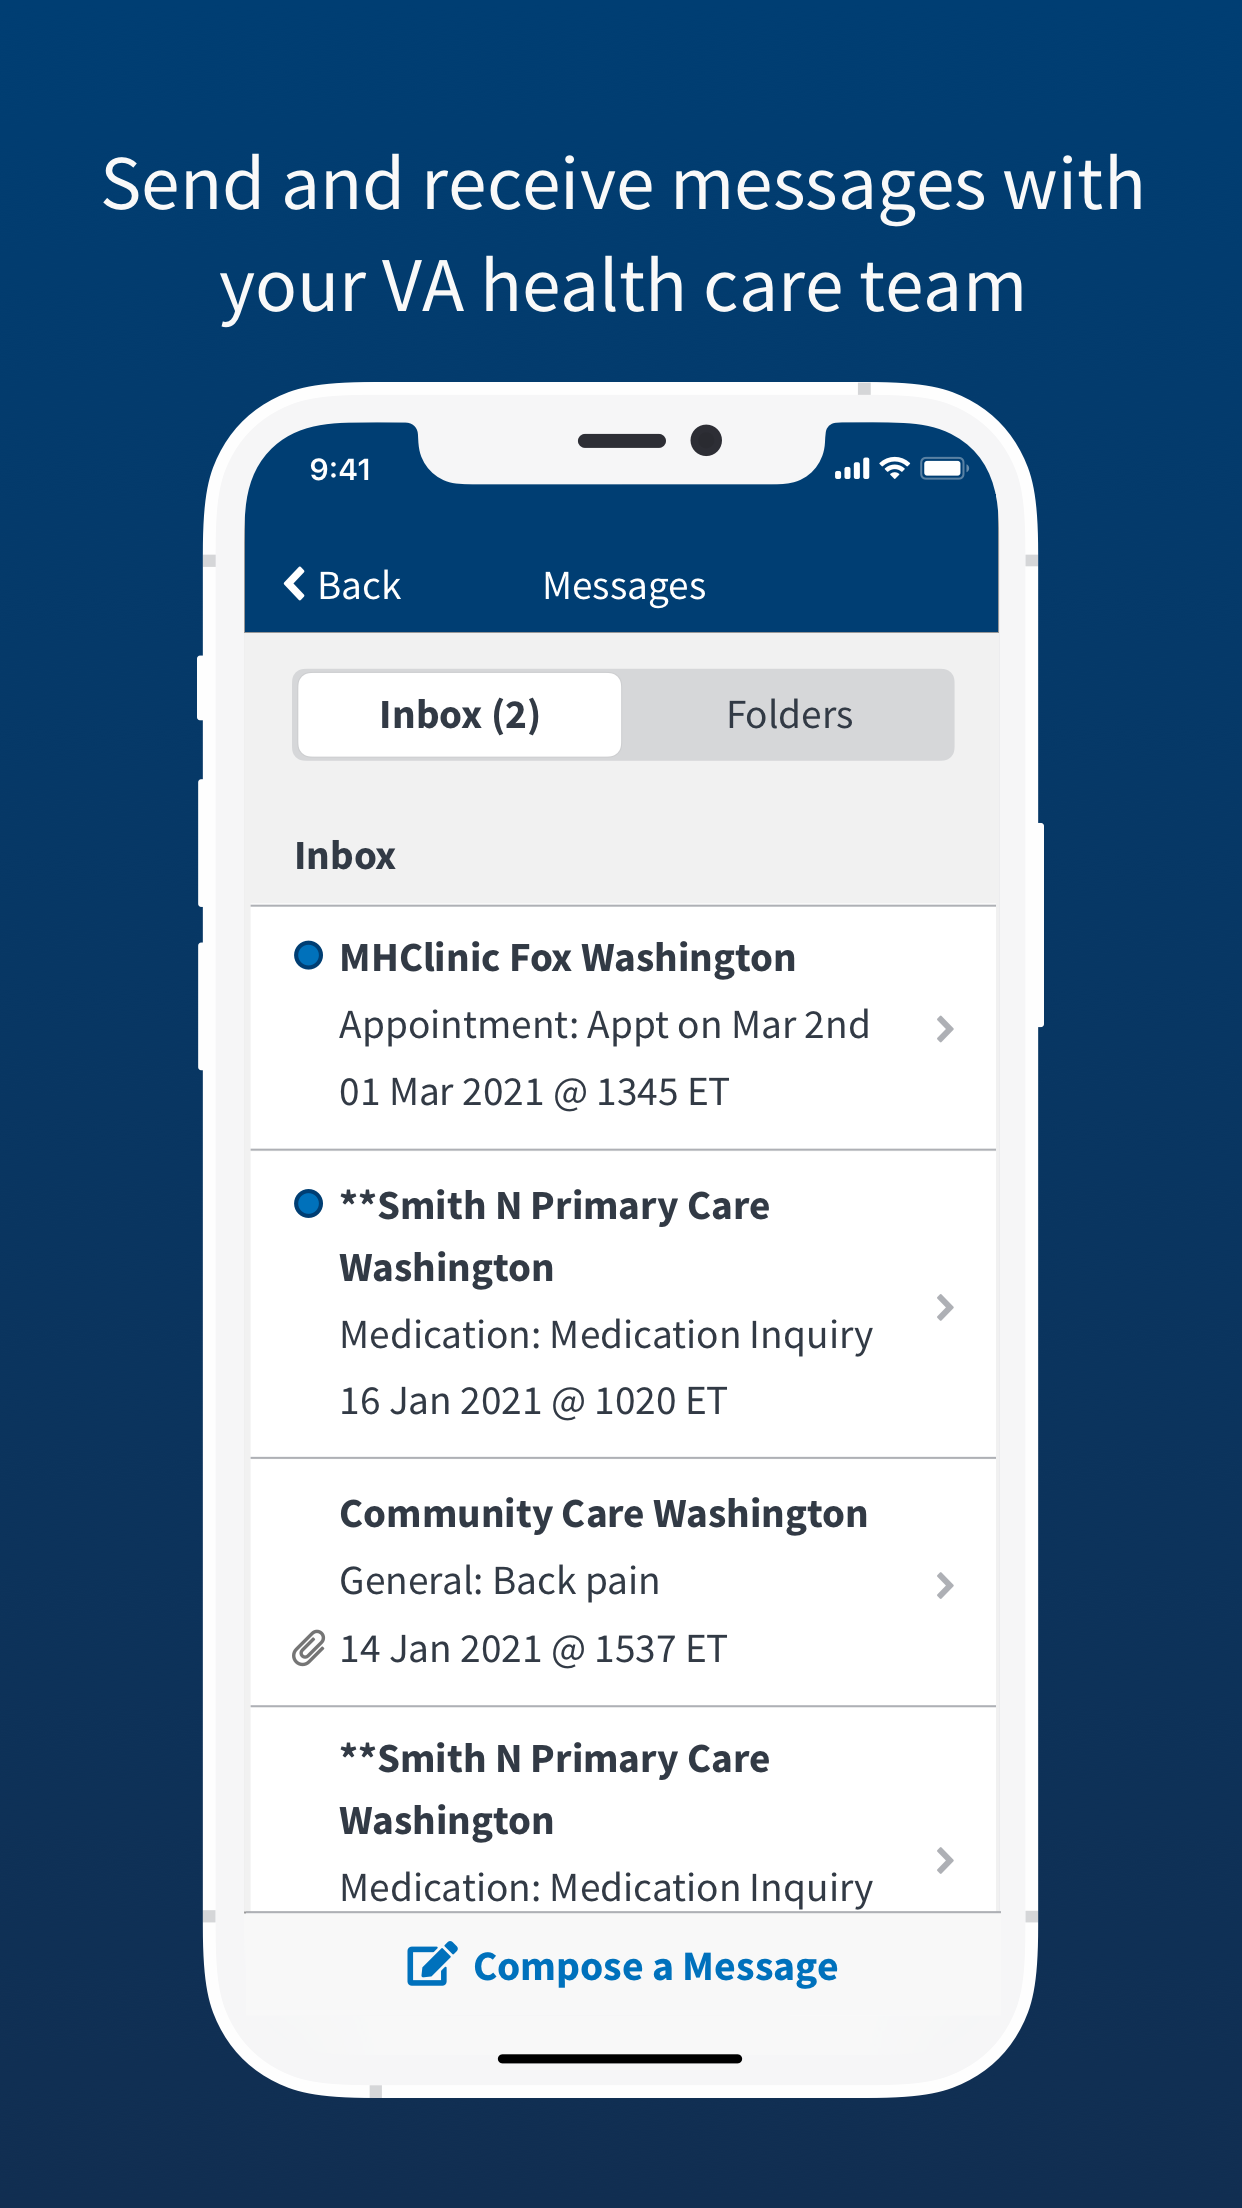 Send and receive messages with
your VA health care team
9:41
Back
Messages
Inbox (2)
Folders
Inbox
MHClinic Fox Washington
Appointment: Appt on Mar 2nd
01 Mar 2021 @ 1345 ET
**Smith N Primary Care
Washington
Medication: Medication Inquiry
16 Jan 2021 @ 1020 ET
Community Care Washington
General: Back pain
14 Jan 2021 @ 1537 ET
**Smith N Primary Care
Washington
Medication: Medication Inquiry
Compose a Message